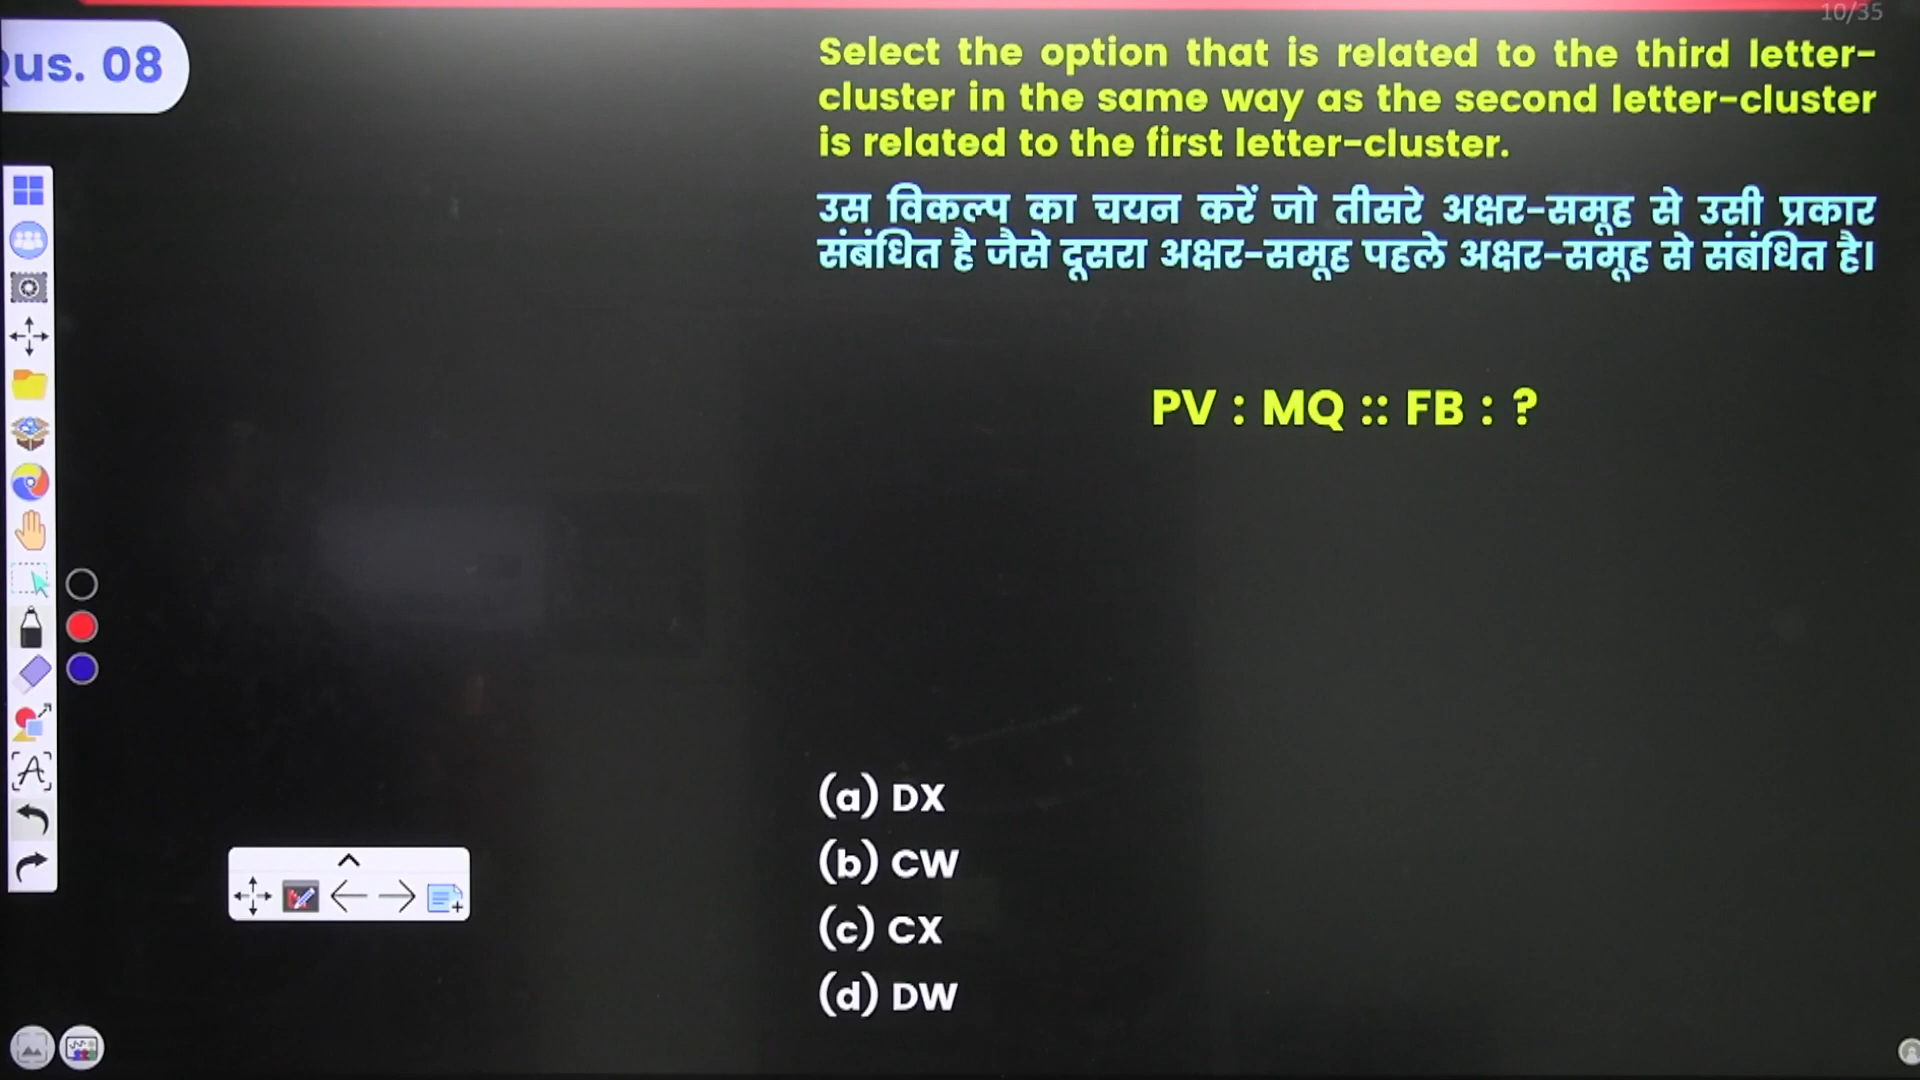 10/35
Qus. 08
Select the option that is related to the third letter-
cluster in the same way as the second letter-cluster
is related to the first letter-cluster.
उस विकल्प का चयन करें जो तीसरे अक्षर-समूह से उसी प्रकार
संबंधित है जैसे दूसरा अक्षर-समूह पहले अक्षर-समूह से संबंधित है।
PV : MQ :: FB : ?
(a) DX
(b) CW
(c) CX
(d) DW